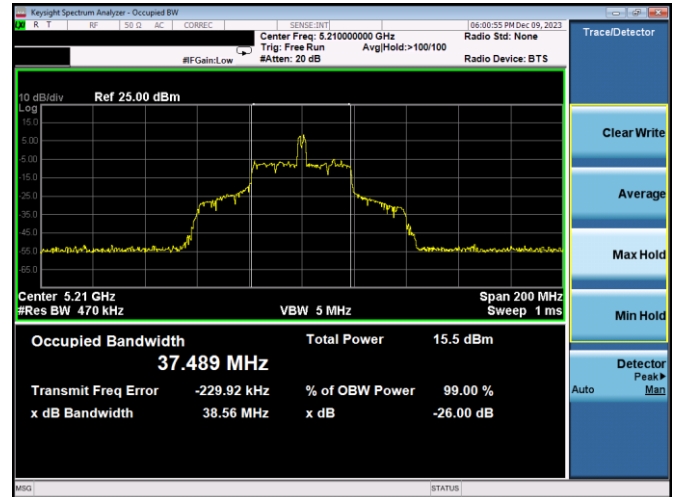 Keysight Spectrum Analyzer - Occupied BW
R T RF 50 Ω AC CORREC SENSE:INT 06:00:55 PM Dec 09, 2023
Center Freq: 5.210000000 GHz Radio Std: None
Trig: Free Run Avg|Hold:>100/100
#IFGain:Low #Atten: 20 dB Radio Device: BTS
10 dB/div Ref 25.00 dBm
Log
15.0
5.00
-5.00
-15.0
-25.0
-35.0
-45.0
-55.0
-65.0
Center 5.21 GHz Span 200 MHz
#Res BW 470 kHz VBW 5 MHz Sweep 1 ms
Occupied Bandwidth Total Power 15.5 dBm
37.489 MHz
Transmit Freq Error -229.92 kHz % of OBW Power 99.00 %
x dB Bandwidth 38.56 MHz x dB -26.00 dB
MSG STATUS
Trace/Detector
Clear Write
Average
Max Hold
Min Hold
Detector
Peak▶
Auto Man